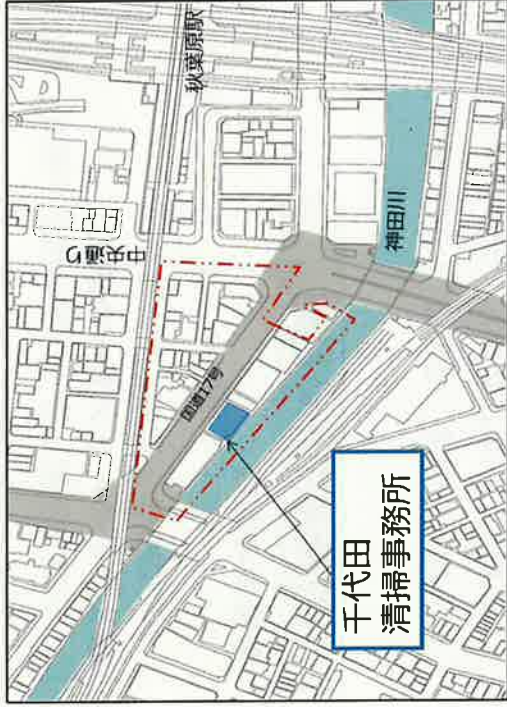 秋葉原駅
中央通り
国道17号
神田川
千代田
清掃事務所